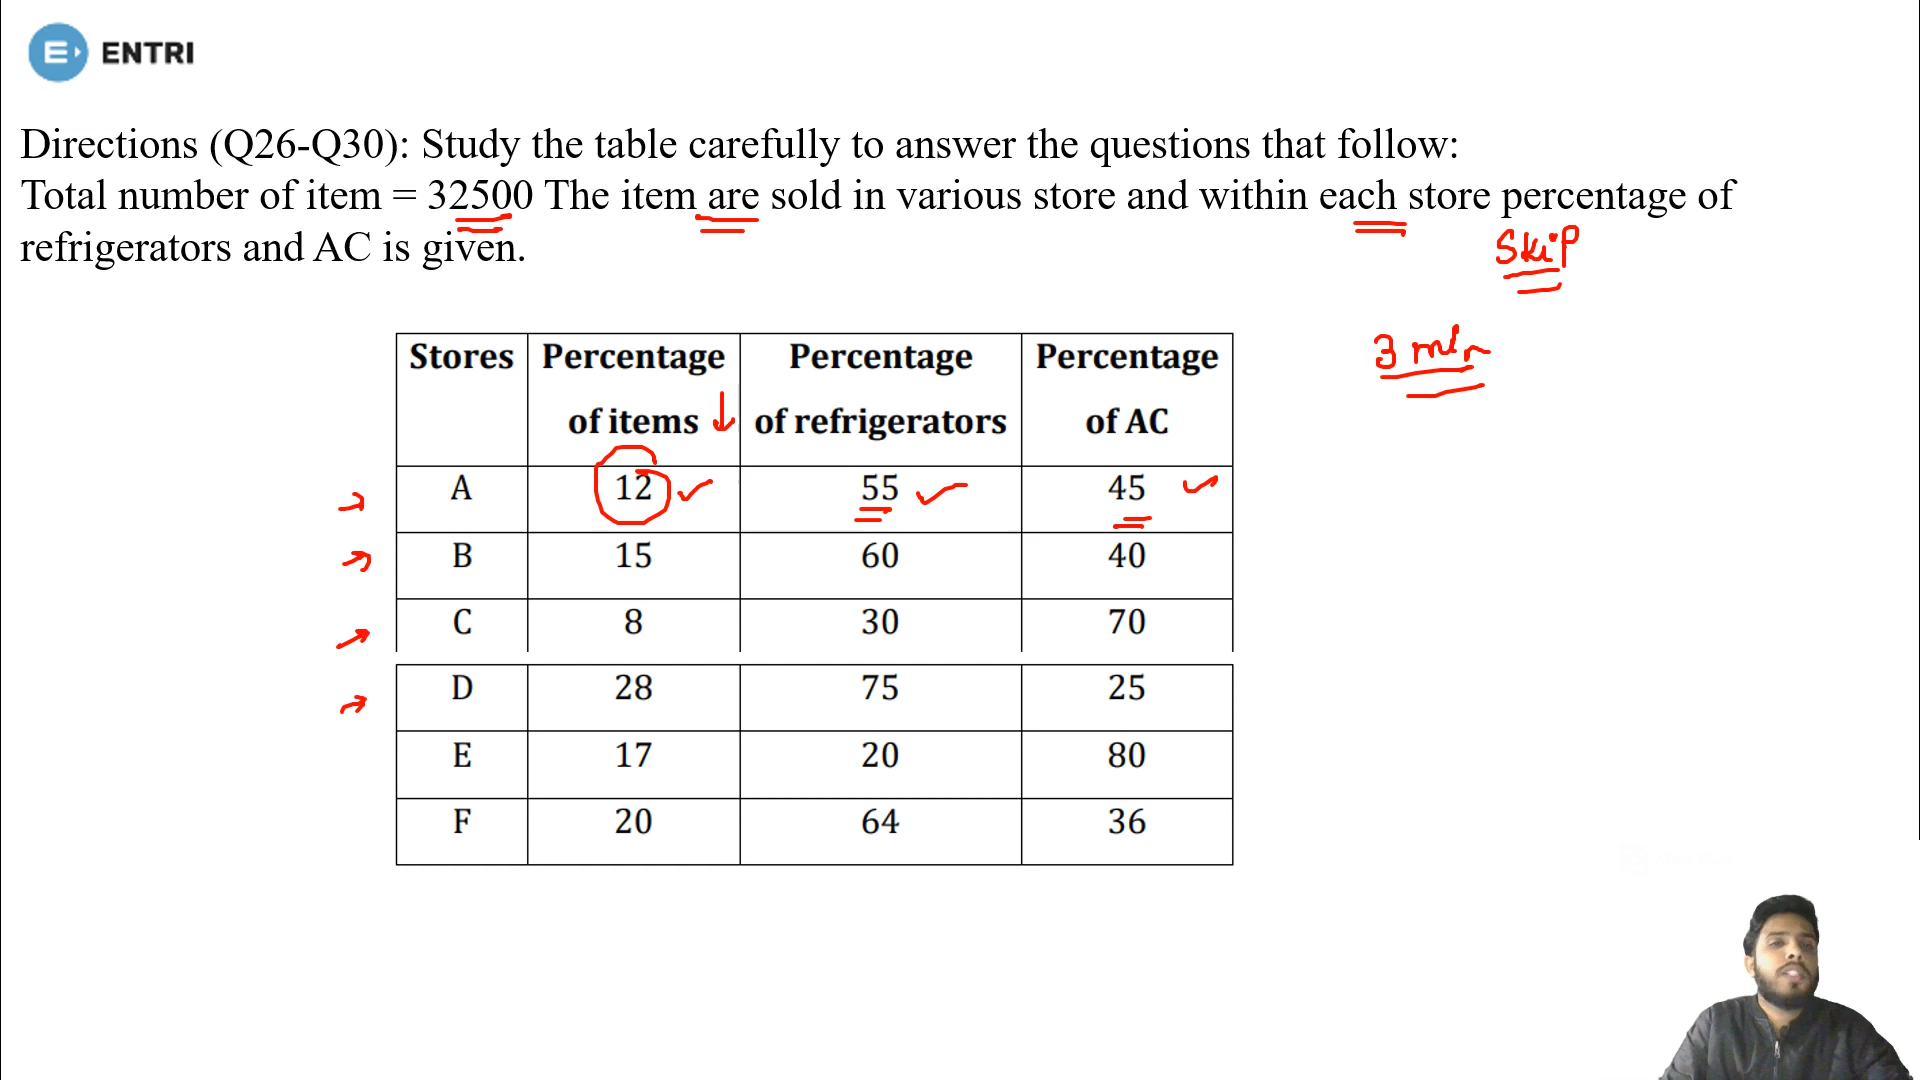 ENTRI
Directions (Q26-Q30): Study the table carefully to answer the questions that follow:
Total number of item = 32500 The item are sold in various store and within each store percentage of
refrigerators and AC is given.
Skip
3 min
Stores Percentage of items Percentage of refrigerators Percentage of AC
A 12 55 45
B 15 60 40
C 8 30 70
D 28 75 25
E 17 20 80
F 20 64 36